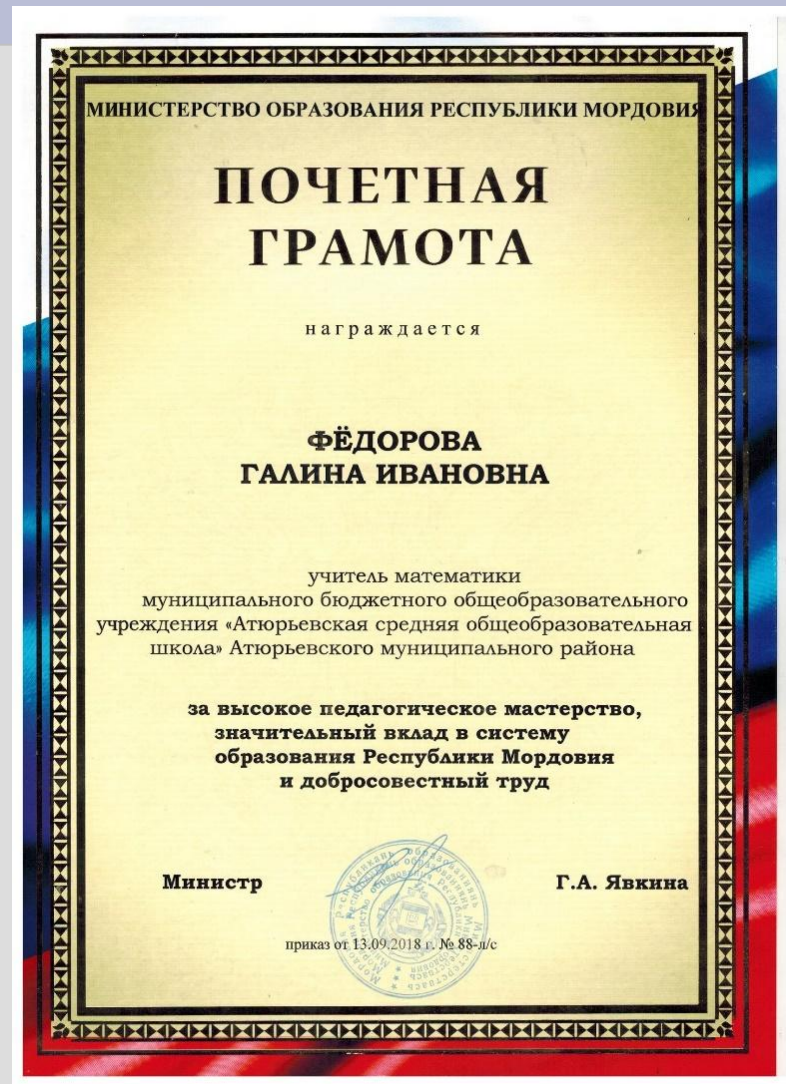 МИНИСТЕРСТВО ОБРАЗОВАНИЯ РЕСПУБЛИКИ МОРДОВИЯ
ПОЧЕТНАЯ
ГРАМОТА
награждается
ФЁДОРОВА
ГАЛИНА ИВАНОВНА
учитель математики
муниципального бюджетного общеобразовательного
учреждения «Атюрьевская средняя общеобразовательная
школа» Атюрьевского муниципального района
за высокое педагогическое мастерство,
значительный вклад в систему
образования Республики Мордовия
и добросовестный труд
Министр Г.А. Явкина
приказ от 13.09.2018 г. № 88-л/с